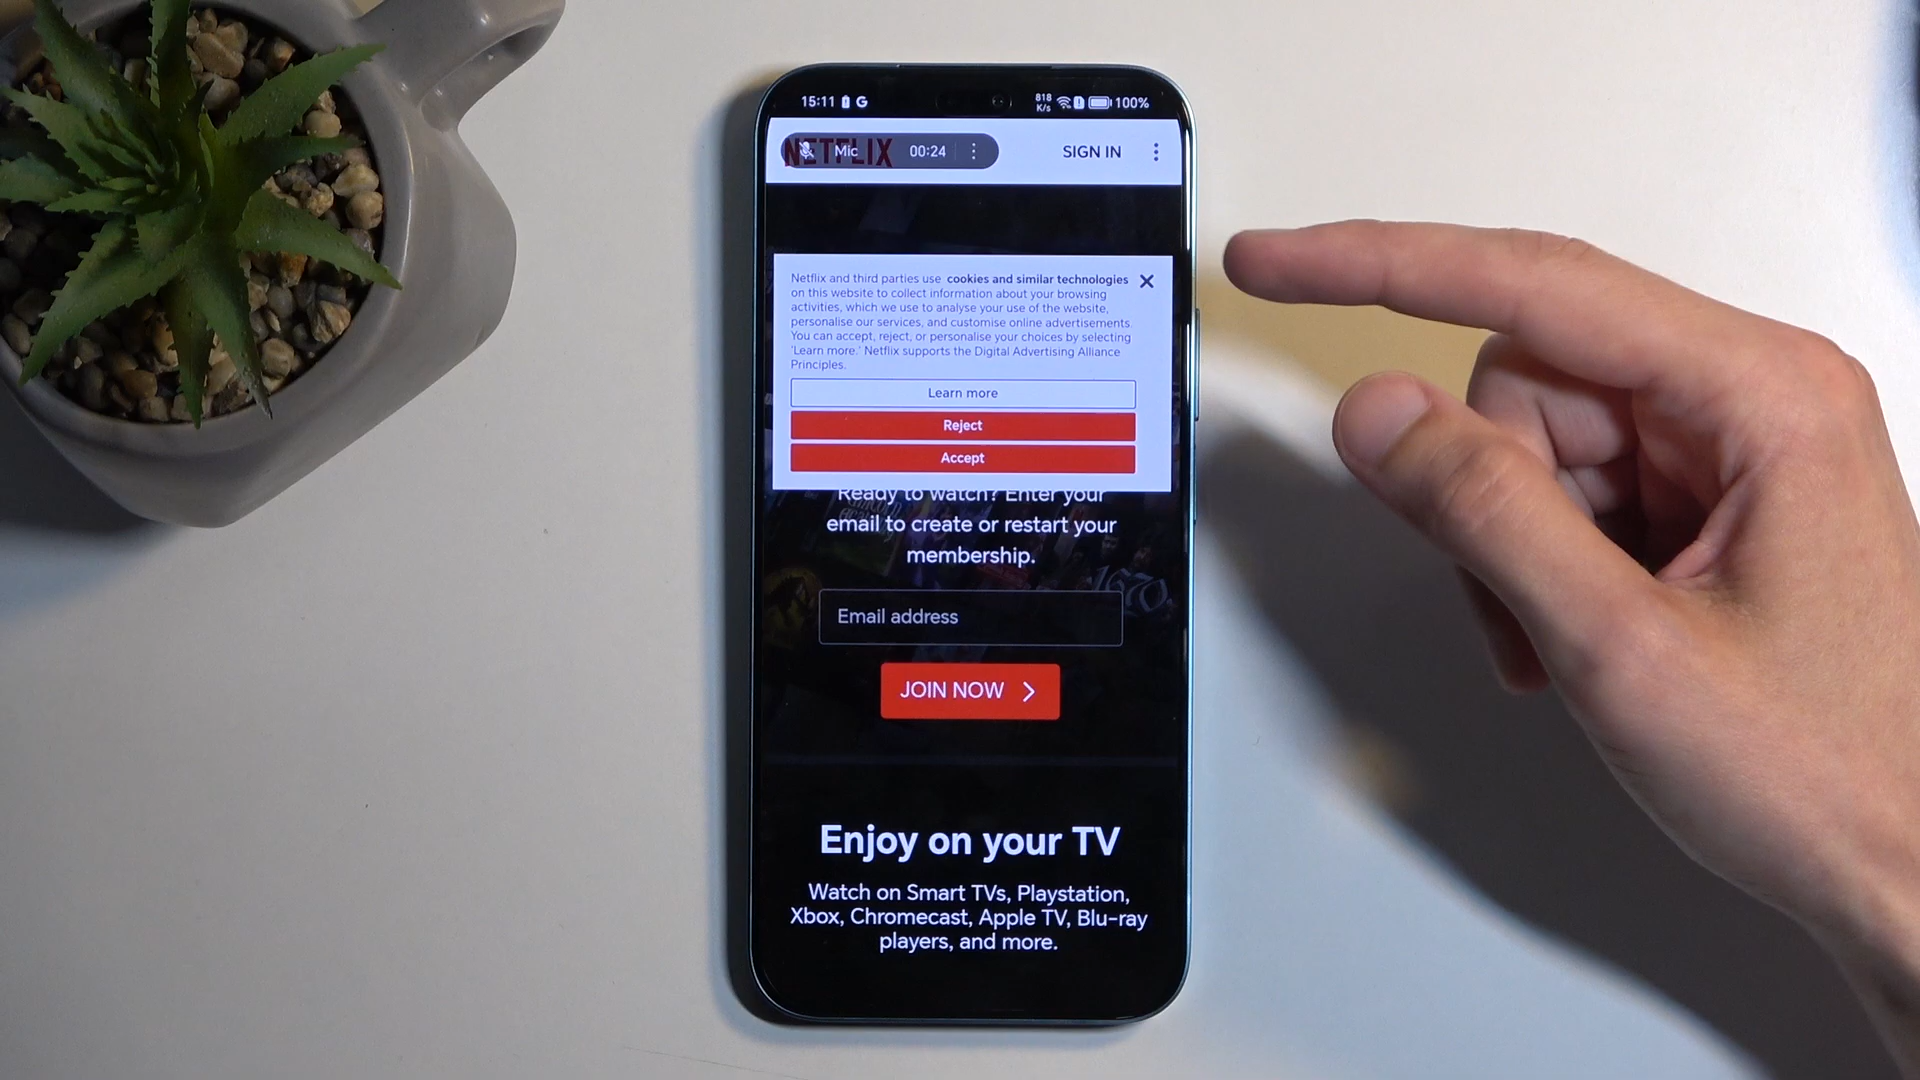 15:11 G 818 K/s 100%
NETFLIX Mic 00:24 SIGN IN
Netflix and third parties use cookies and similar technologies
on this website to collect information about your browsing
activities, which we use to analyse your use of the website,
personalise our services, and customise online advertisements.
You can accept, reject, or personalise your choices by selecting
'Learn more.' Netflix supports the Digital Advertising Alliance
Principles.
Learn more
Reject
Accept
Ready to watch? Enter your
email to create or restart your
membership.
1670
Email address
JOIN NOW
Enjoy on your TV
Watch on Smart TVs, Playstation,
Xbox, Chromecast, Apple TV, Blu-ray
players, and more.